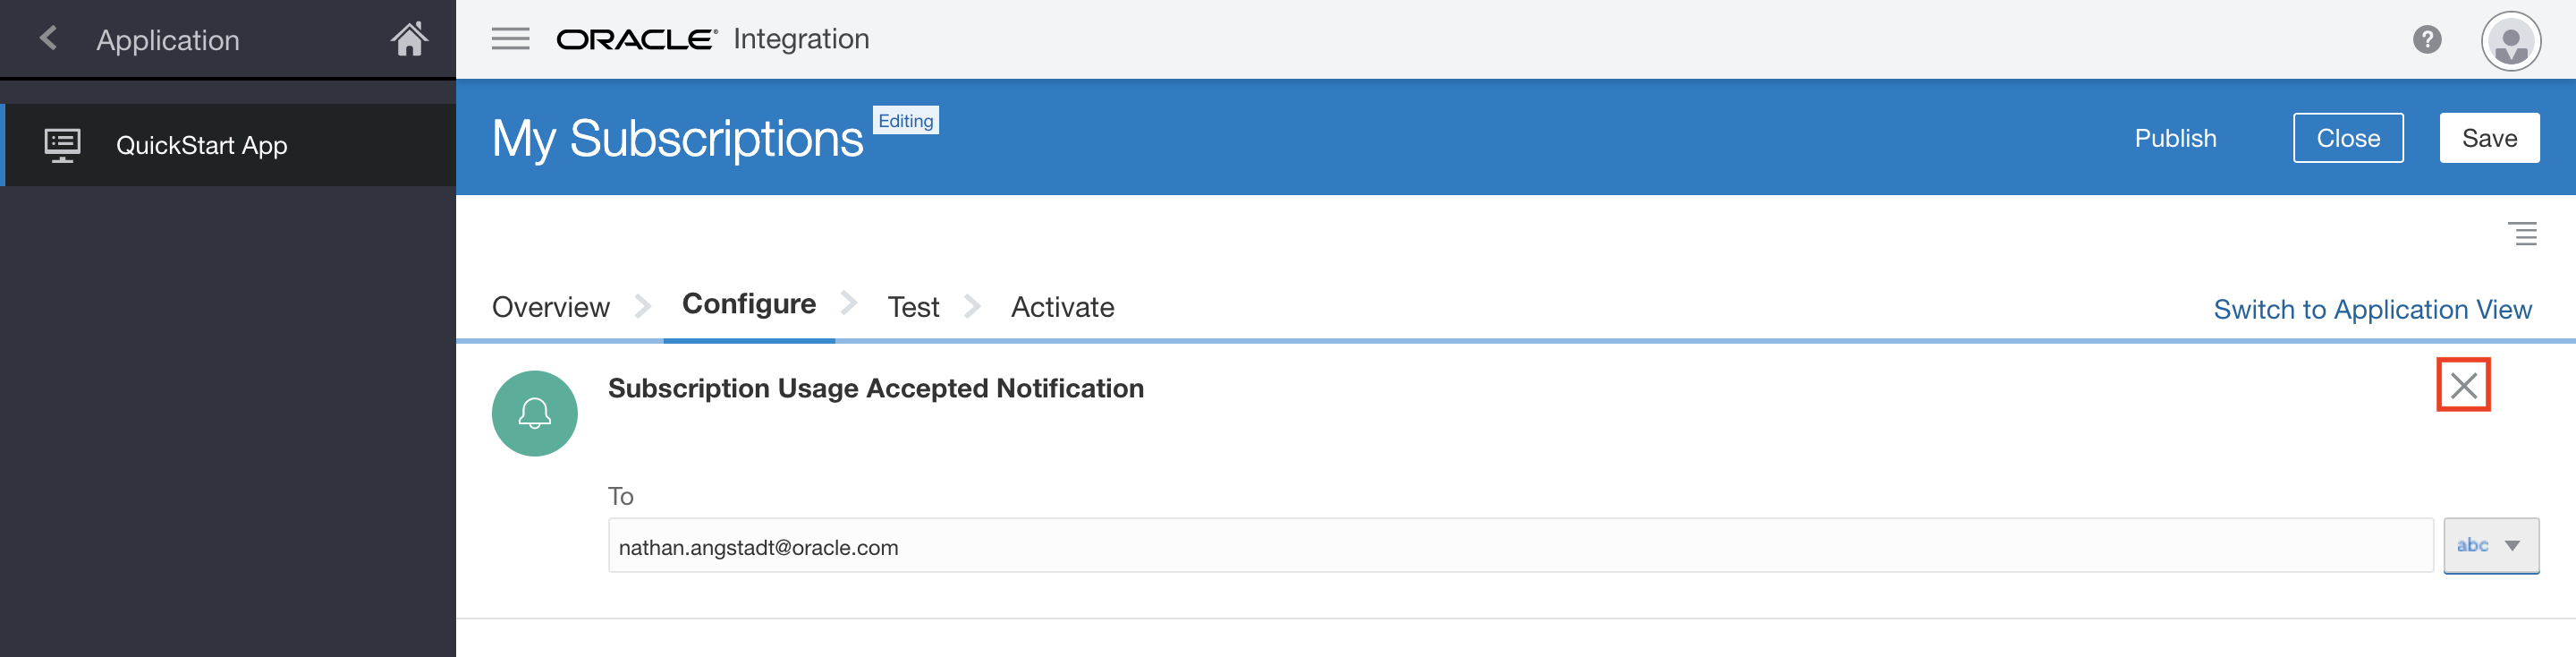 Application
QuickStart App
ORACLE® Integration
?
My Subscriptions Editing
Publish Close Save
Overview Configure Test Activate
Switch to Application View
Subscription Usage Accepted Notification
To
nathan.angstadt@oracle.com
abc